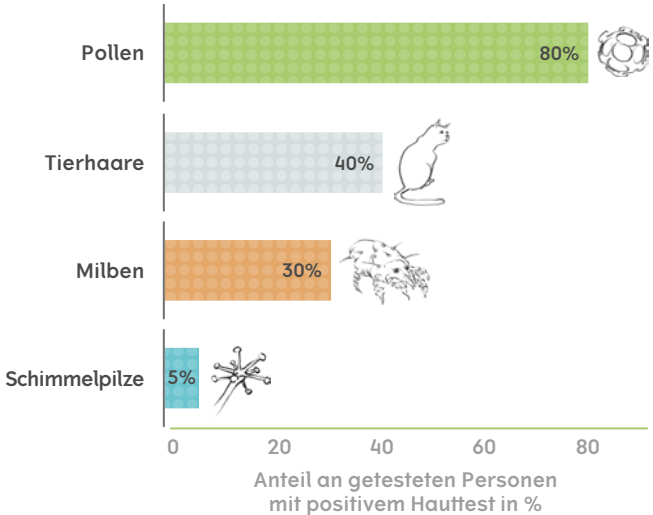 Pollen
80%
Tierhaare
40%
Milben
30%
Schimmelpilze
5%
0 20 40 60 80
Anteil an getesteten Personen
mit positivem Hauttest in %